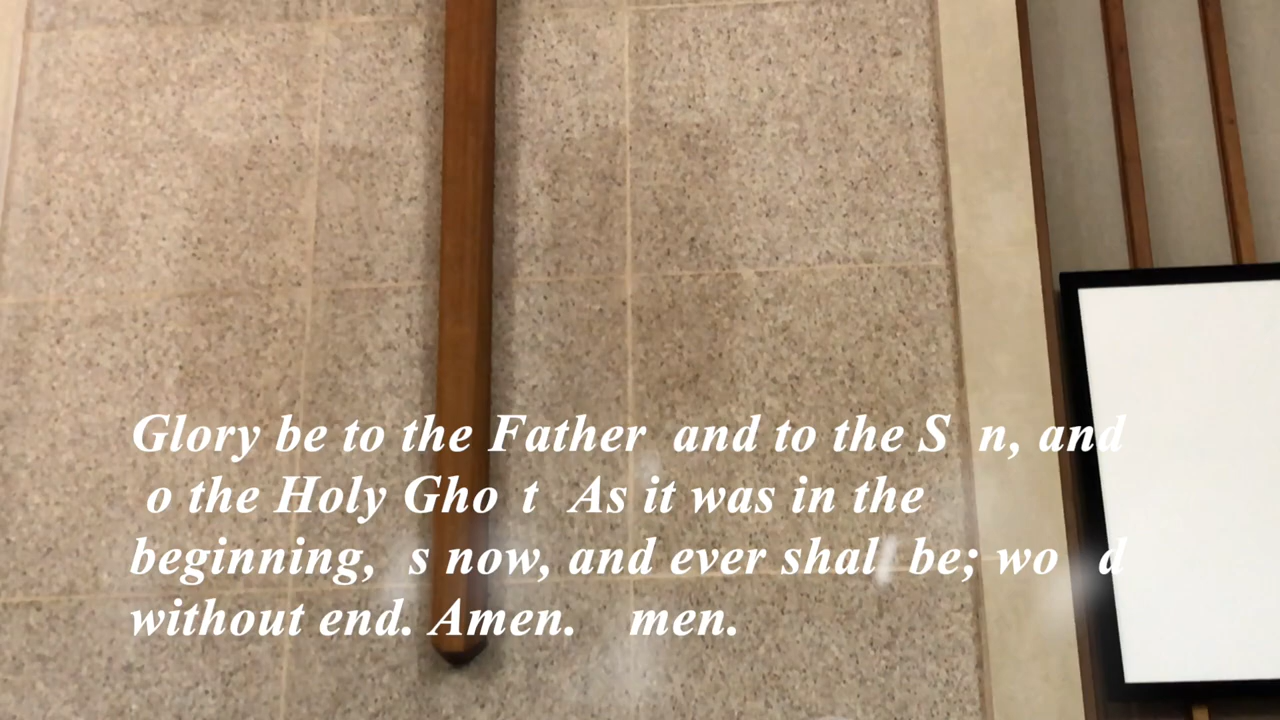 Glory be to the Father and to the S n, and
o the Holy Gho t As it was in the
beginning, s now, and ever shal be; wo d
without end. Amen. men.